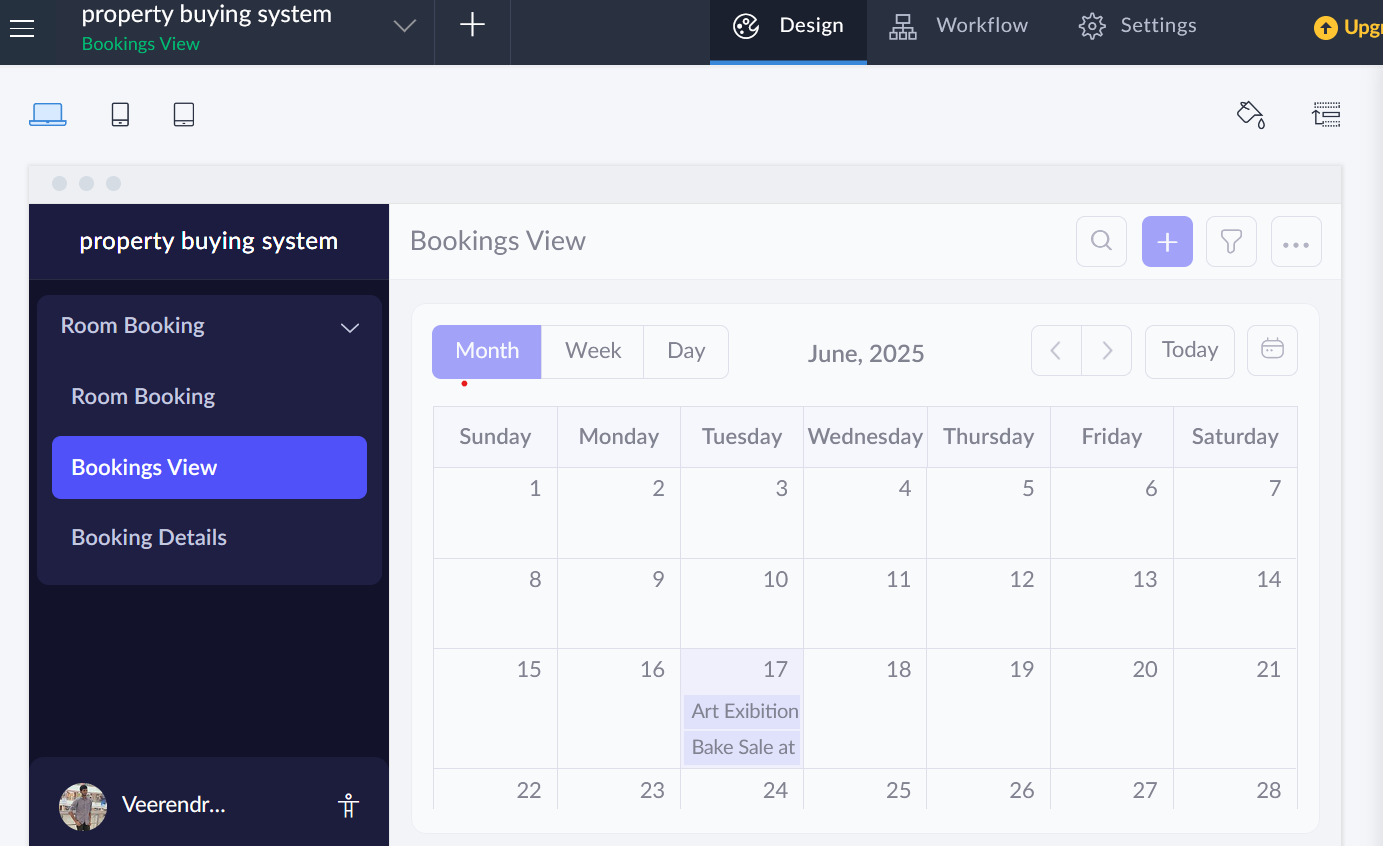 property buying system
Bookings View
Design
Workflow
Settings
property buying system
Room Booking
Room Booking
Bookings View
Booking Details
Veerendr...
Bookings View
Month
Week
Day
June, 2025
Today
Sunday Monday Tuesday Wednesday Thursday Friday Saturday
1 2 3 4 5 6 7
8 9 10 11 12 13 14
15 16 17 18 19 20 21
Art Exibition
Bake Sale at
22 23 24 25 26 27 28